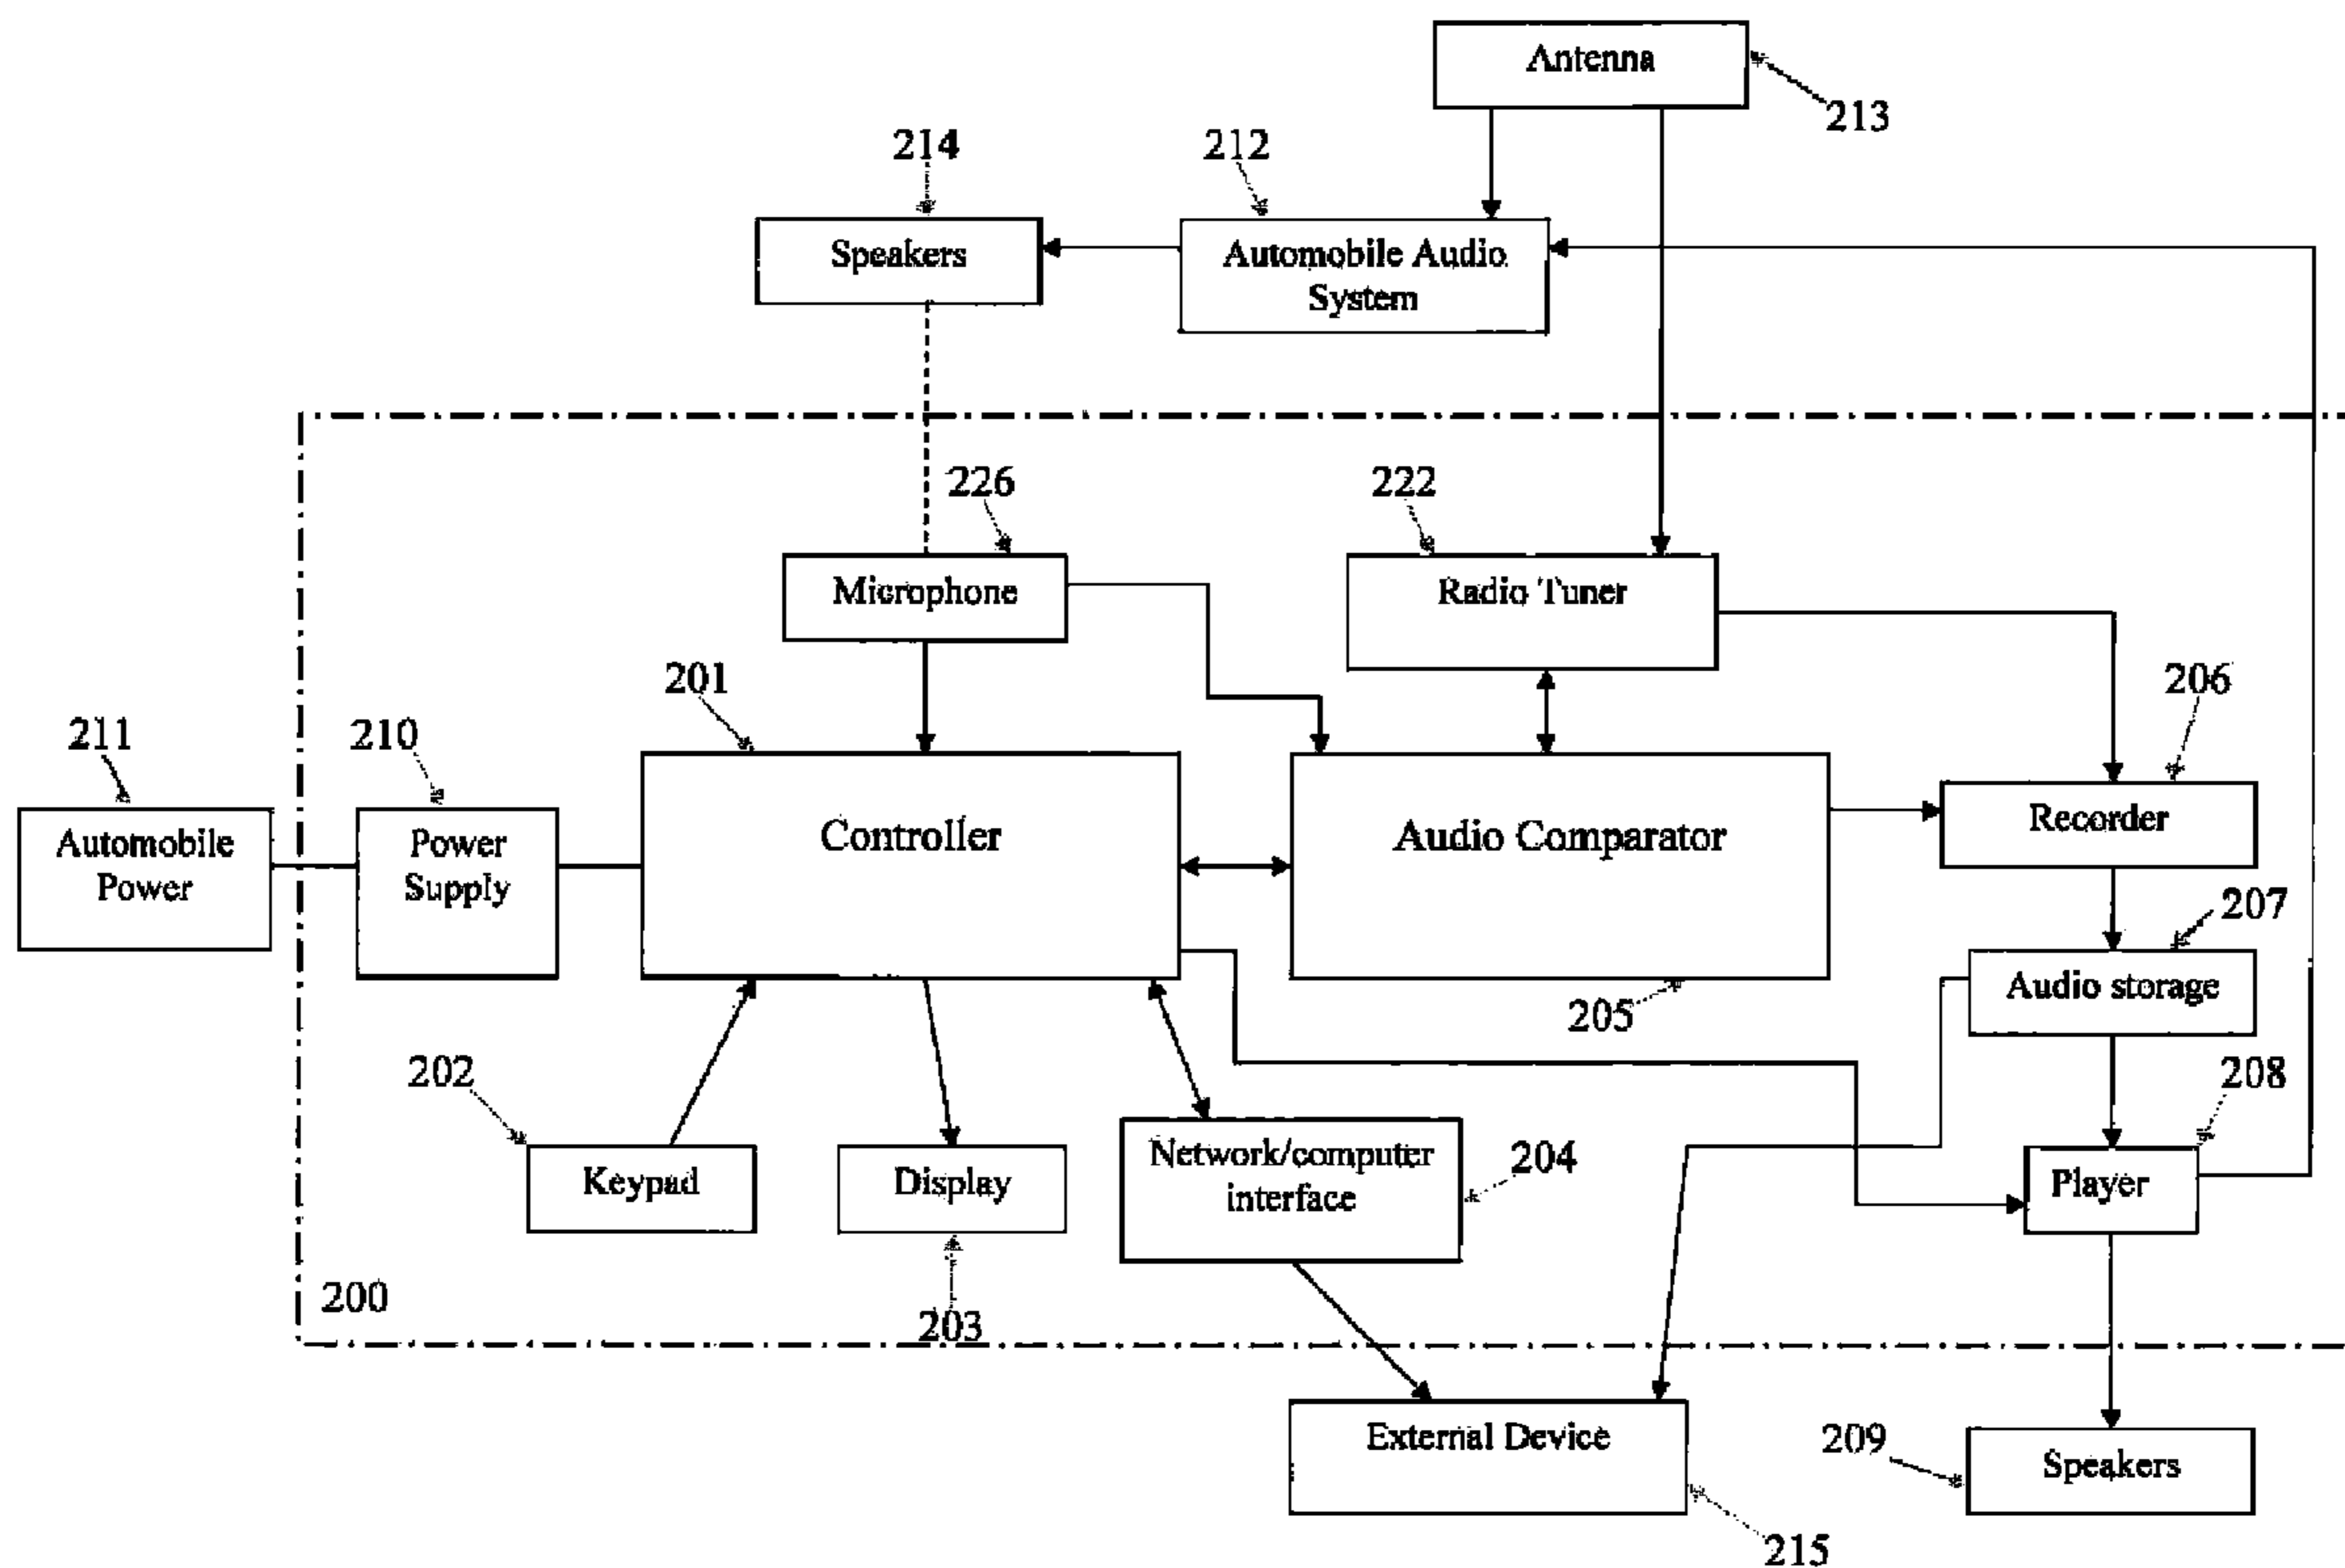 Antenna
213
214
212
Speakers
Automobile Audio
System
226
222
Microphone
Radio Tuner
201
206
211
210
Automobile
Power
Power
Supply
Controller
Audio Comparator
Recorder
207
Audio storage
205
202
208
Keypad
Display
Network/computer
interface
204
Player
200
203
External Device
209
Speakers
215